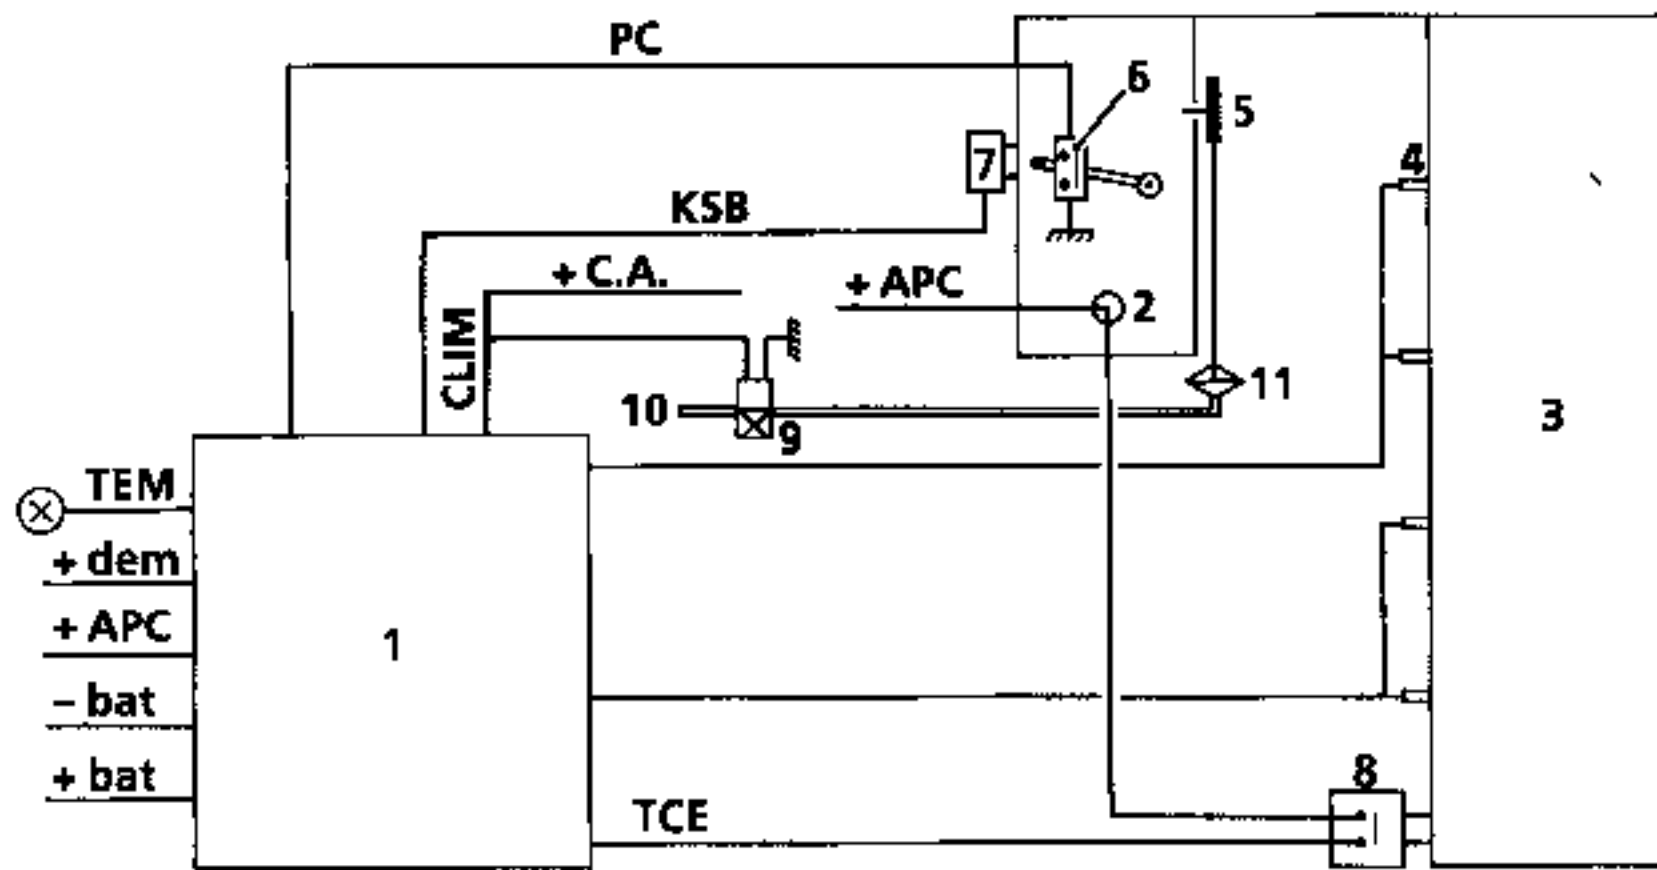 PC
6
5
7
4
KSB
+ C.A.
+ APC
2
CLIM
11
10
9
3
TEM
+ dem
+ APC
1
– bat
+ bat
8
TCE